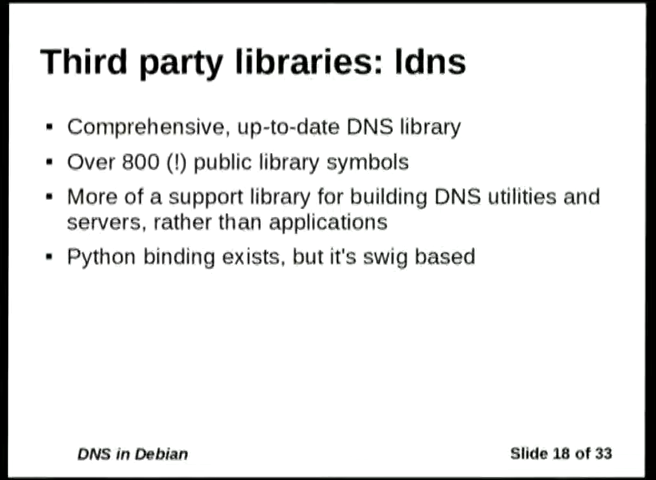 Third party libraries: ldns
▪ Comprehensive, up-to-date DNS library
▪ Over 800 (!) public library symbols
▪ More of a support library for building DNS utilities and
servers, rather than applications
▪ Python binding exists, but it's swig based
DNS in Debian
Slide 18 of 33